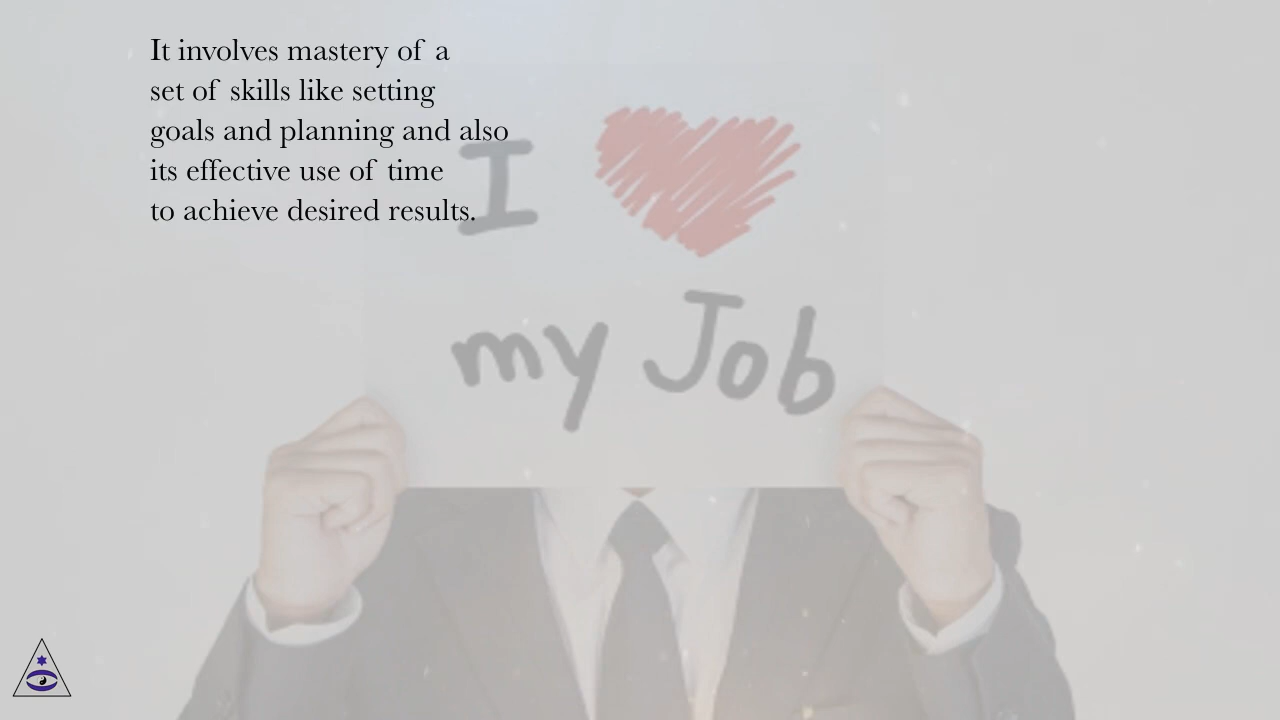 It involves mastery of a
set of skills like setting
goals and planning and also
its effective use of time
to achieve desired results.
I
my Job